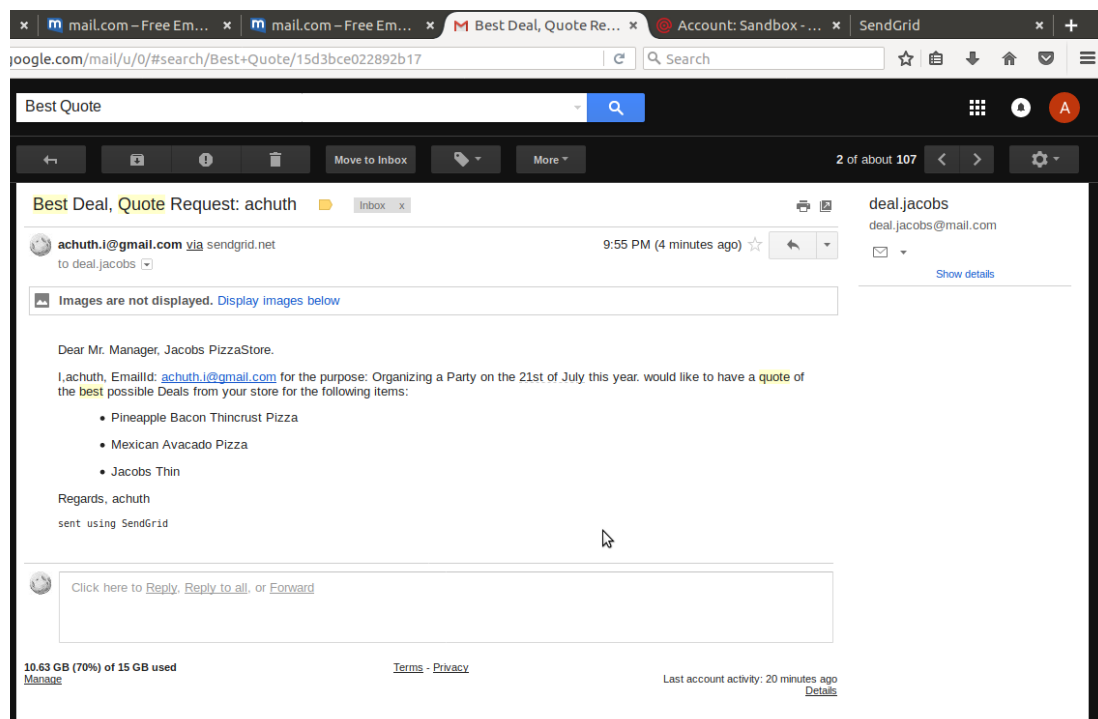 mail.com – Free Em...
mail.com – Free Em...
Best Deal, Quote Re...
Account: Sandbox - ...
SendGrid
google.com/mail/u/0/#search/Best+Quote/15d3bce022892b17
Search
Best Quote
A
Move to Inbox
More
2 of about 107
Best Deal, Quote Request: achuth
Inbox x
deal.jacobs
deal.jacobs@mail.com
Show details
achuth.i@gmail.com via sendgrid.net
9:55 PM (4 minutes ago)
to deal.jacobs
Images are not displayed. Display images below
Dear Mr. Manager, Jacobs PizzaStore.
I,achuth, EmailId: achuth.i@gmail.com for the purpose: Organizing a Party on the 21st of July this year. would like to have a quote of
the best possible Deals from your store for the following items:
• Pineapple Bacon Thincrust Pizza
• Mexican Avacado Pizza
• Jacobs Thin
Regards, achuth
sent using SendGrid
Click here to Reply, Reply to all, or Forward
10.63 GB (70%) of 15 GB used
Manage
Terms - Privacy
Last account activity: 20 minutes ago
Details